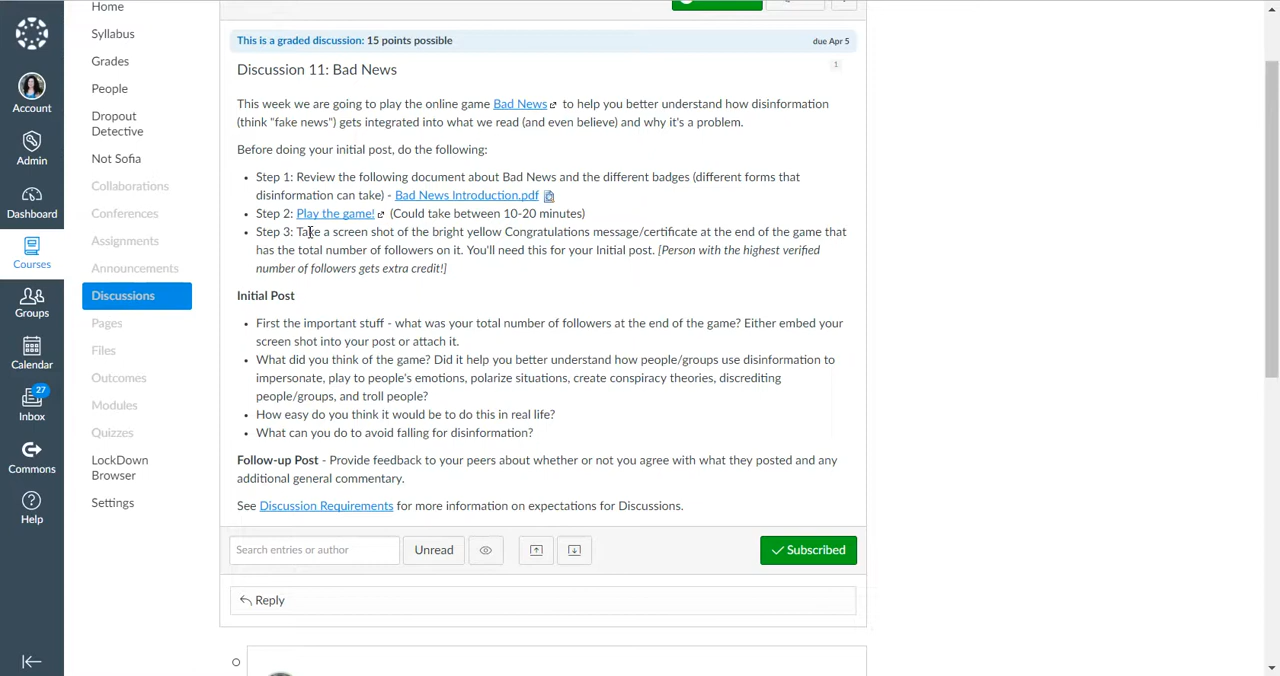 Home
Syllabus
Grades
People
Dropout
Detective
Not Sofia
Collaborations
Conferences
Assignments
Announcements
Discussions
Pages
Files
Outcomes
Modules
Quizzes
LockDown
Browser
Settings
Account
Admin
Dashboard
Courses
Groups
Calendar
27
Inbox
Commons
Help
This is a graded discussion: 15 points possible
due Apr 5
Discussion 11: Bad News
1
This week we are going to play the online game Bad News to help you better understand how disinformation
(think "fake news") gets integrated into what we read (and even believe) and why it's a problem.
Before doing your initial post, do the following:
Step 1: Review the following document about Bad News and the different badges (different forms that
disinformation can take) - Bad News Introduction.pdf
Step 2: Play the game! (Could take between 10-20 minutes)
Step 3: Take a screen shot of the bright yellow Congratulations message/certificate at the end of the game that
has the total number of followers on it. You'll need this for your Initial post. [Person with the highest verified
number of followers gets extra credit!]
Initial Post
First the important stuff - what was your total number of followers at the end of the game? Either embed your
screen shot into your post or attach it.
What did you think of the game? Did it help you better understand how people/groups use disinformation to
impersonate, play to people's emotions, polarize situations, create conspiracy theories, discrediting
people/groups, and troll people?
How easy do you think it would be to do this in real life?
What can you do to avoid falling for disinformation?
Follow-up Post - Provide feedback to your peers about whether or not you agree with what they posted and any
additional general commentary.
See Discussion Requirements for more information on expectations for Discussions.
Search entries or author
Unread
Subscribed
Reply